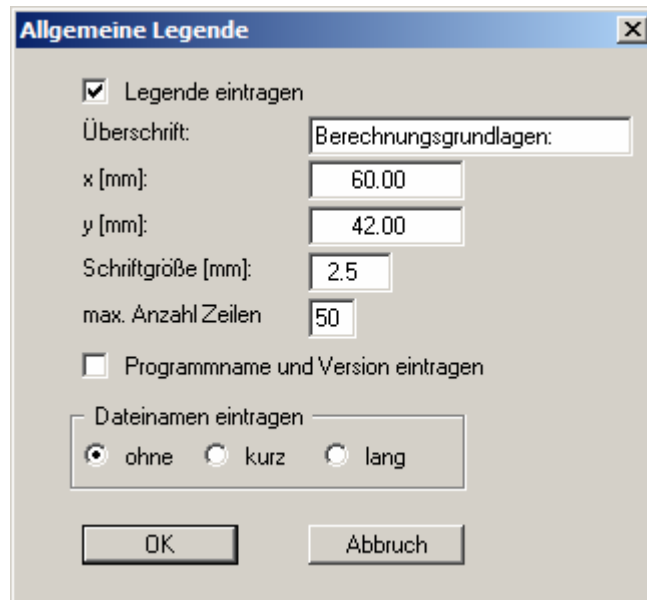 Allgemeine Legende
Legende eintragen
Überschrift: Berechnungsgrundlagen:
x [mm]: 60.00
y [mm]: 42.00
Schriftgröße [mm]: 2.5
max. Anzahl Zeilen 50
Programmname und Version eintragen
Dateinamen eintragen
ohne kurz lang
OK Abbruch